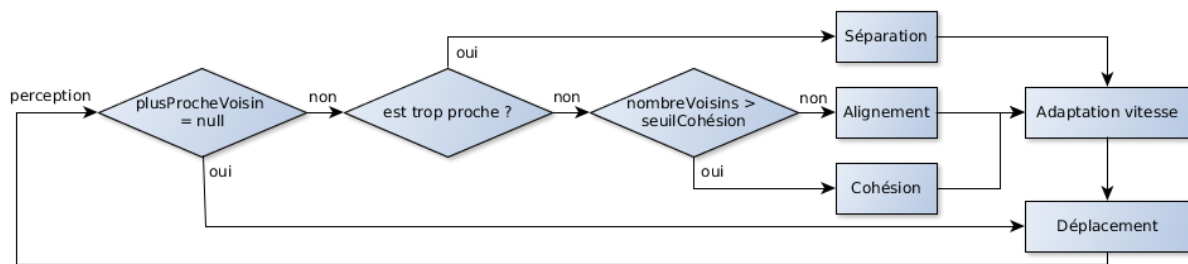 oui
Séparation
perception
plusProcheVoisin
= null
non
est trop proche ?
non
nombreVoisins >
seuilCohésion
non
Alignement
Adaptation vitesse
oui
oui
Cohésion
Déplacement